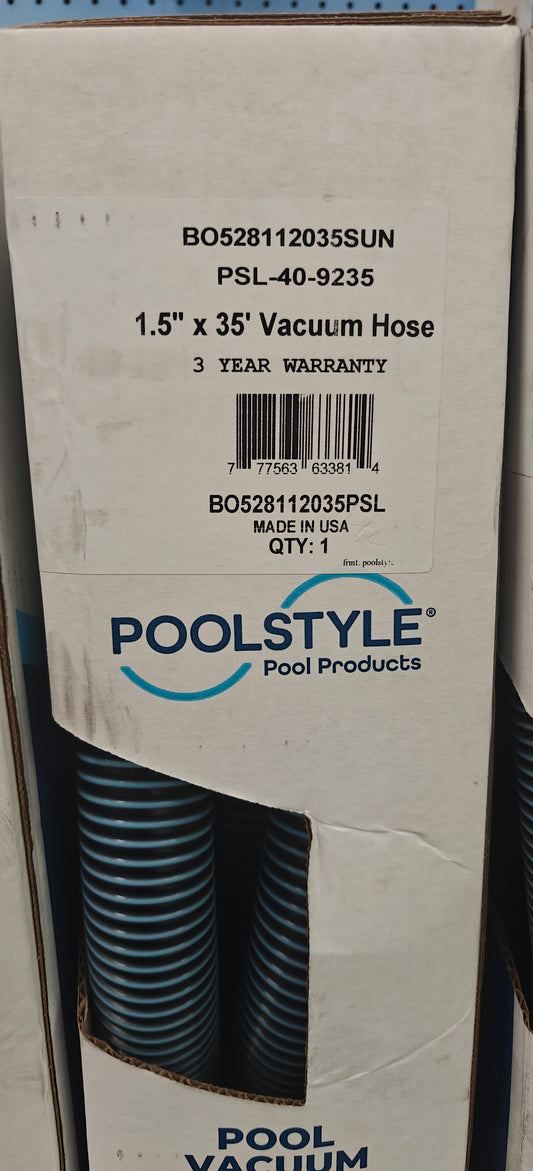 BO528112035SUN
PSL-40-9235
1.5" x 35' Vacuum Hose
3 YEAR WARRANTY
7 77563 63381 4
BO528112035PSL
MADE IN USA
QTY: 1
frmt: poolstyle
POOLSTYLE®
Pool Products
POOL
VACUUM